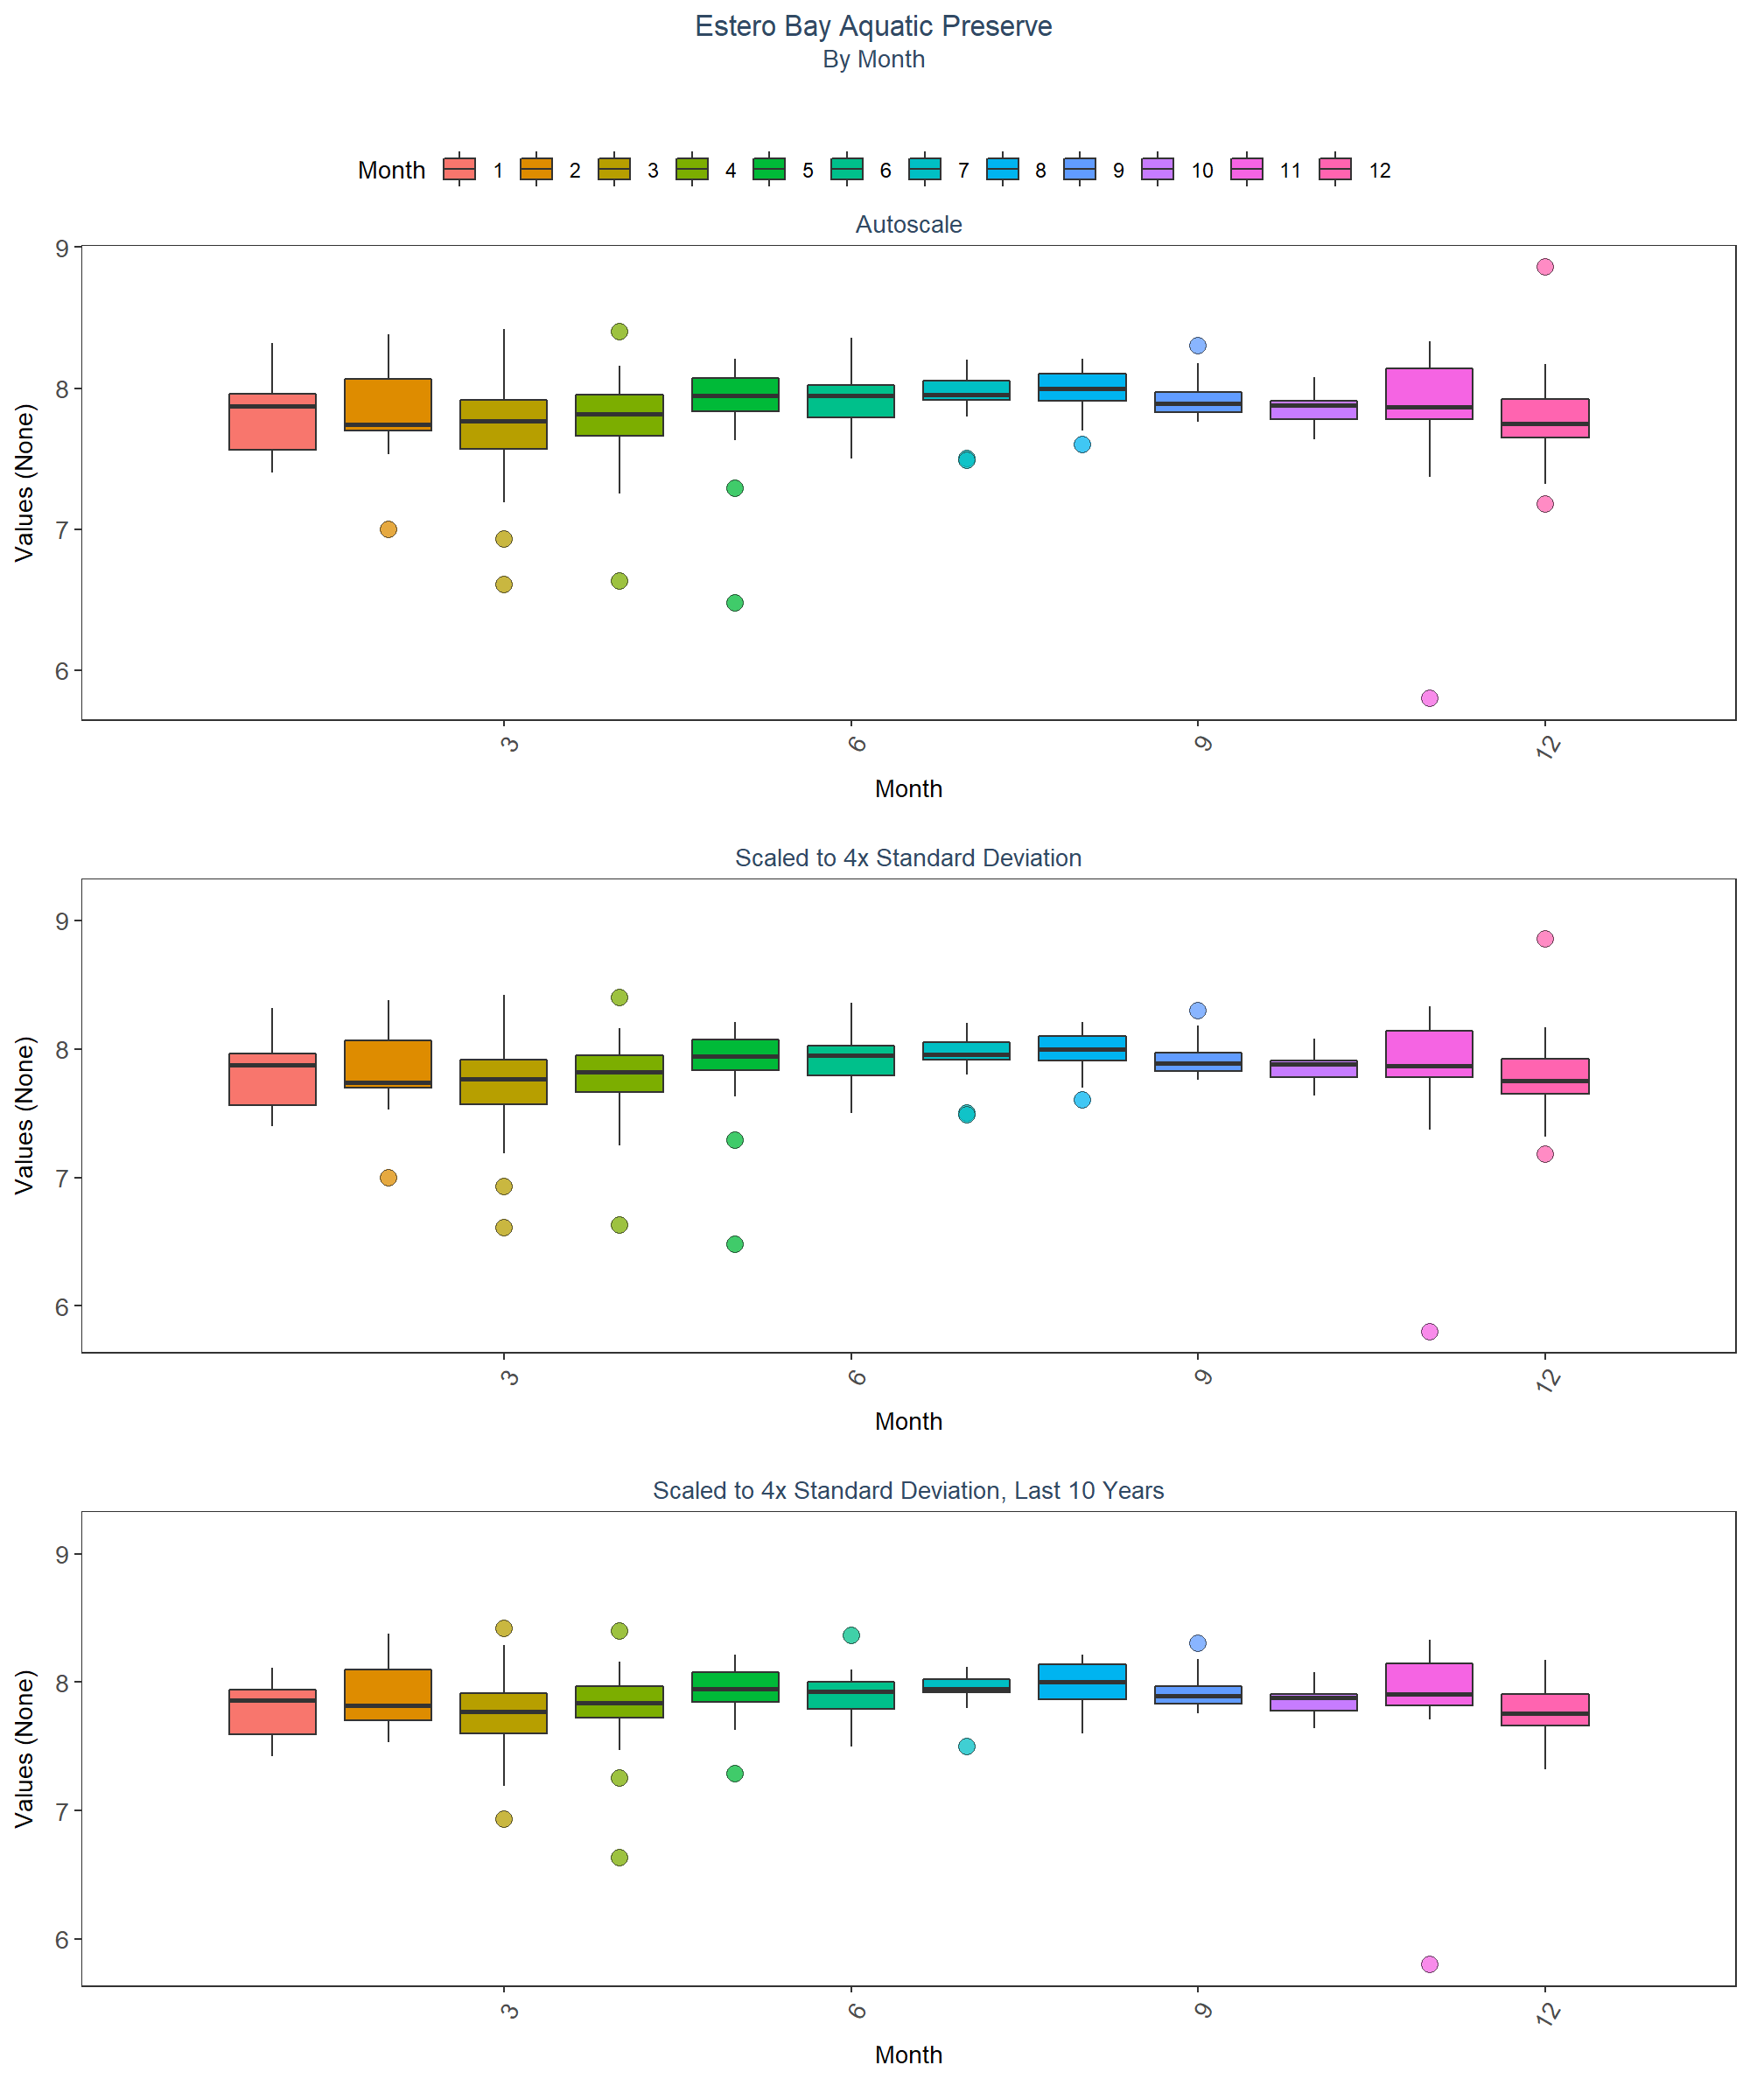 Estero Bay Aquatic Preserve
By Month
Month 1 2 3 4 5 6 7 8 9 10 11 12
Autoscale
9
8
7
6
Values (None)
3 6 9 12
Month
Scaled to 4x Standard Deviation
9
8
7
6
Values (None)
3 6 9 12
Month
Scaled to 4x Standard Deviation, Last 10 Years
9
8
7
6
Values (None)
3 6 9 12
Month